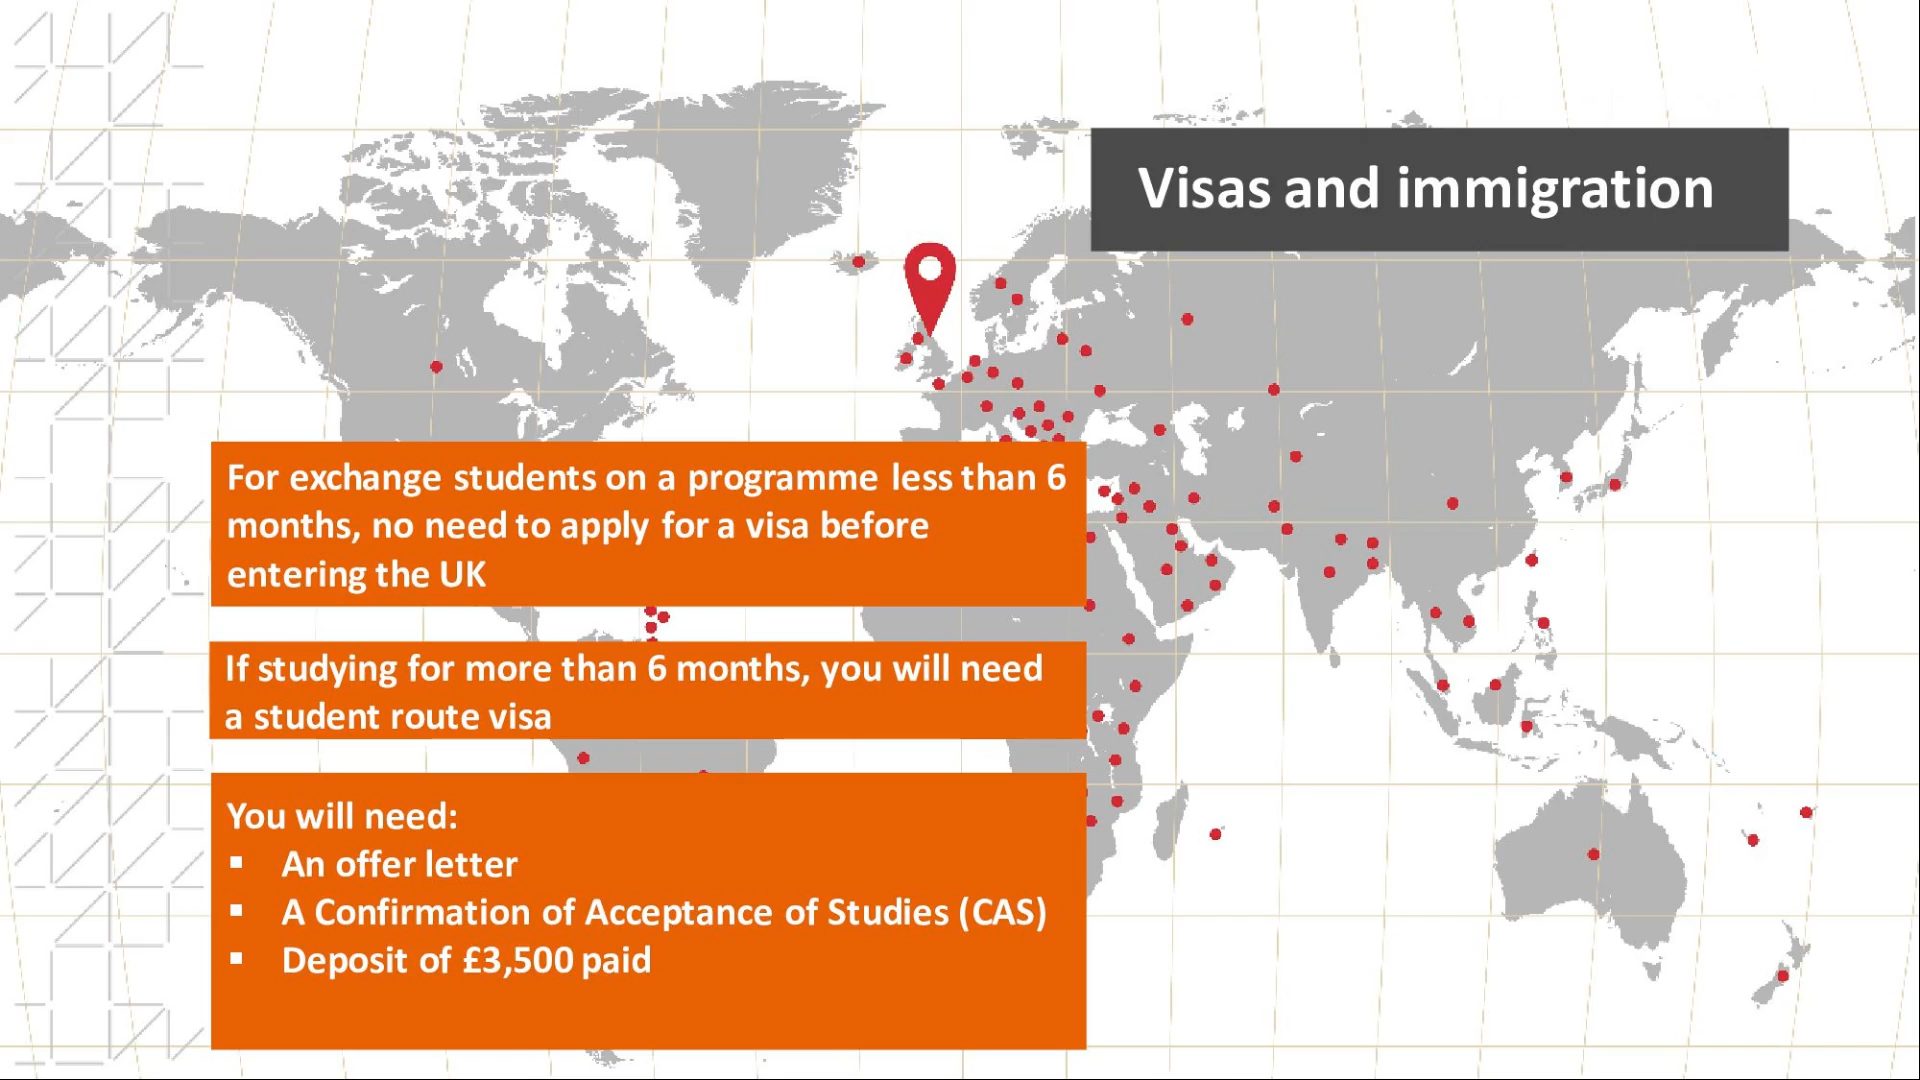 Visas and immigration
For exchange students on a programme less than 6
months, no need to apply for a visa before
entering the UK
If studying for more than 6 months, you will need
a student route visa
You will need:
▪ An offer letter
▪ A Confirmation of Acceptance of Studies (CAS)
▪ Deposit of £3,500 paid